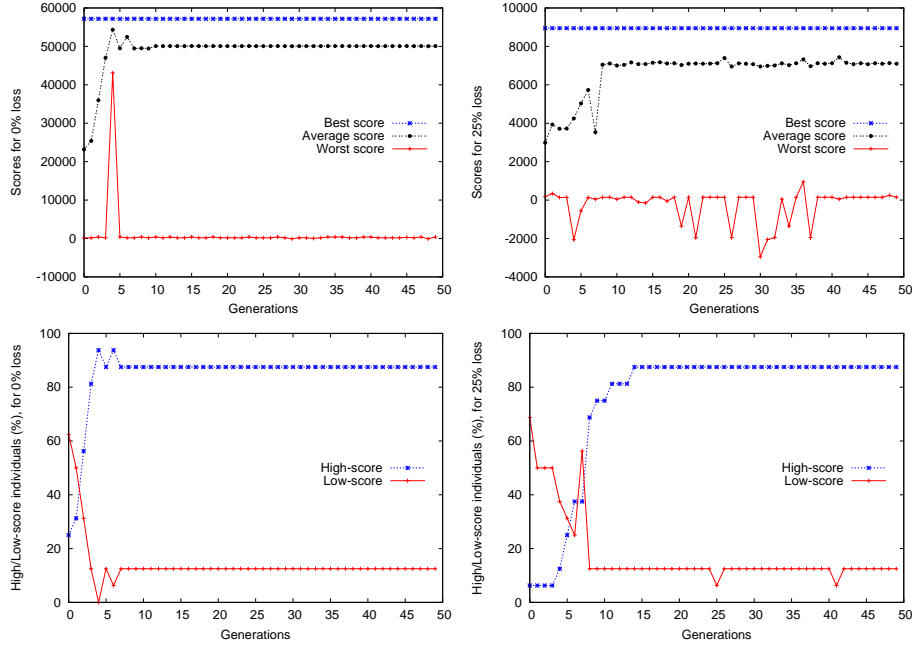 60000
50000
40000
30000
20000
10000
0
-10000
Scores for 0% loss
Best score
Average score
Worst score
0 5 10 15 20 25 30 35 40 45 50
Generations
10000
8000
6000
4000
2000
0
-2000
-4000
Scores for 25% loss
Best score
Average score
Worst score
0 5 10 15 20 25 30 35 40 45 50
Generations
100
80
60
40
20
0
High/Low-score individuals (%), for 0% loss
High-score
Low-score
0 5 10 15 20 25 30 35 40 45 50
Generations
100
80
60
40
20
0
High/Low-score individuals (%), for 25% loss
High-score
Low-score
0 5 10 15 20 25 30 35 40 45 50
Generations